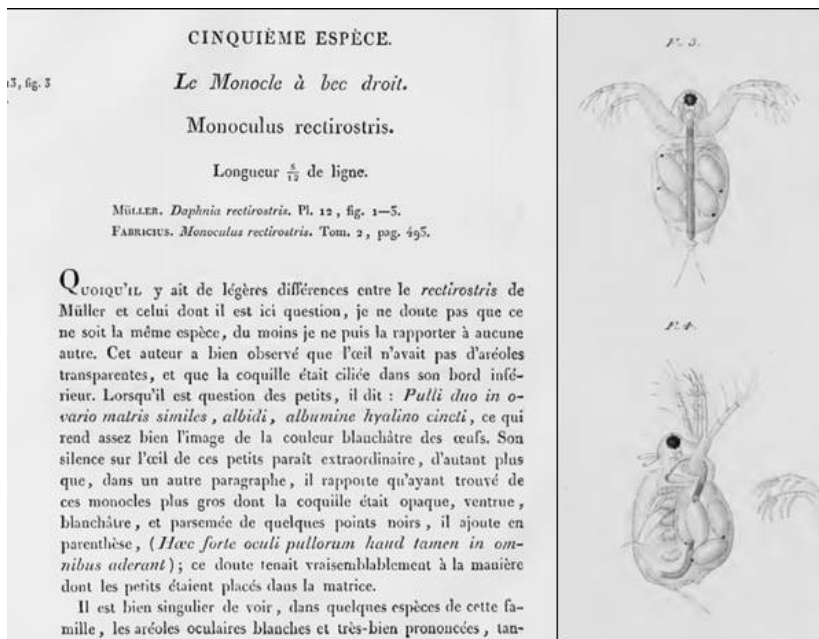 CINQUIÈME ESPÈCE.
13, fig. 3
Le Monocle à bec droit.
Monoculus rectirostris.
Longueur 5/12 de ligne.
MÜLLER. Daphnia rectirostris. Pl. 12, fig. 1—3.
FABRICIUS. Monoculus rectirostris. Tom. 2, pag. 493.
QUOIQU'IL y ait de légères différences entre le rectirostris de
Müller et celui dont il est ici question, je ne doute pas que ce
ne soit la même espèce, du moins je ne puis la rapporter à aucune
autre. Cet auteur a bien observé que l'œil n'avait pas d'aréoles
transparentes, et que la coquille était ciliée dans son bord infé-
rieur. Lorsqu'il est question des petits, il dit : Pulli duo in o-
vario matris similes, albidi, albumine hyalino cincti, ce qui
rend assez bien l'image de la couleur blanchâtre des œufs. Son
silence sur l'œil de ces petits paraît extraordinaire, d'autant plus
que, dans un autre paragraphe, il rapporte qu'ayant trouvé de
ces monocles plus gros dont la coquille était opaque, ventrue,
blanchâtre, et parsemée de quelques points noirs, il ajoute en
parenthèse, (Hæc forte oculi pullorum haud tamen in om-
nibus aderant); ce doute tenait vraisemblablement à la manière
dont les petits étaient placés dans la matrice.
Il est bien singulier de voir, dans quelques espèces de cette fa-
mille, les aréoles oculaires blanches et très-bien prononcées, tan-
F. 3.
F. 4.